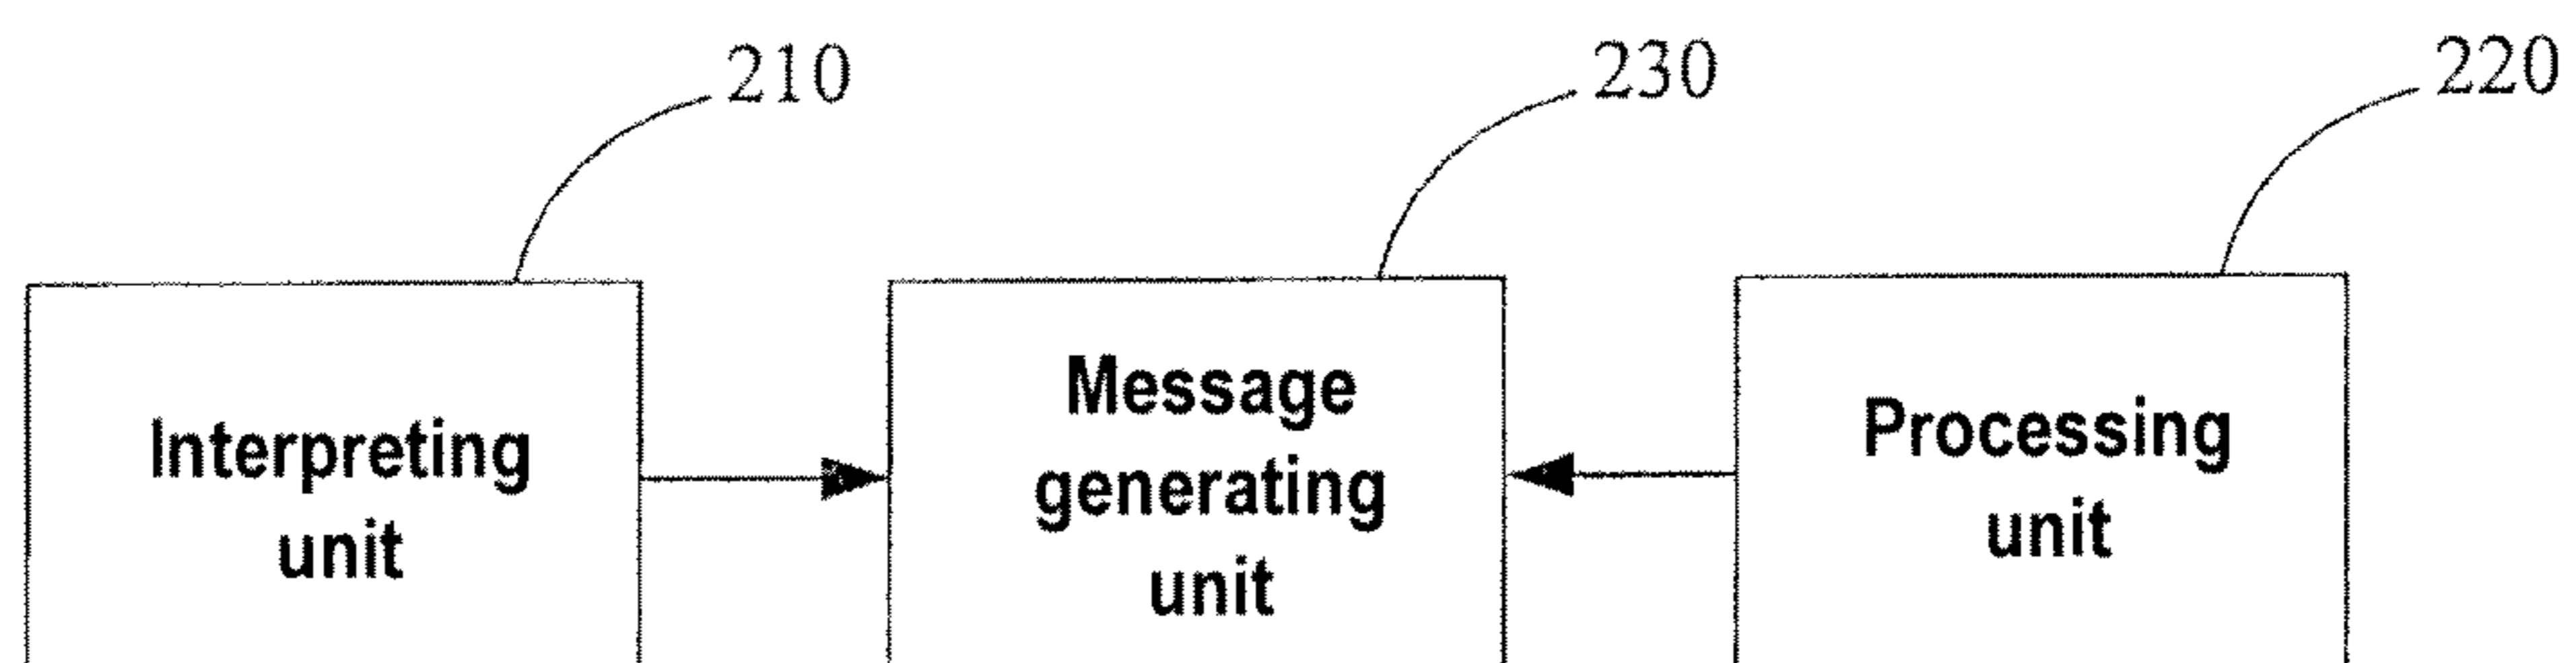 210
230
220
Interpreting
unit
Message
generating
unit
Processing
unit